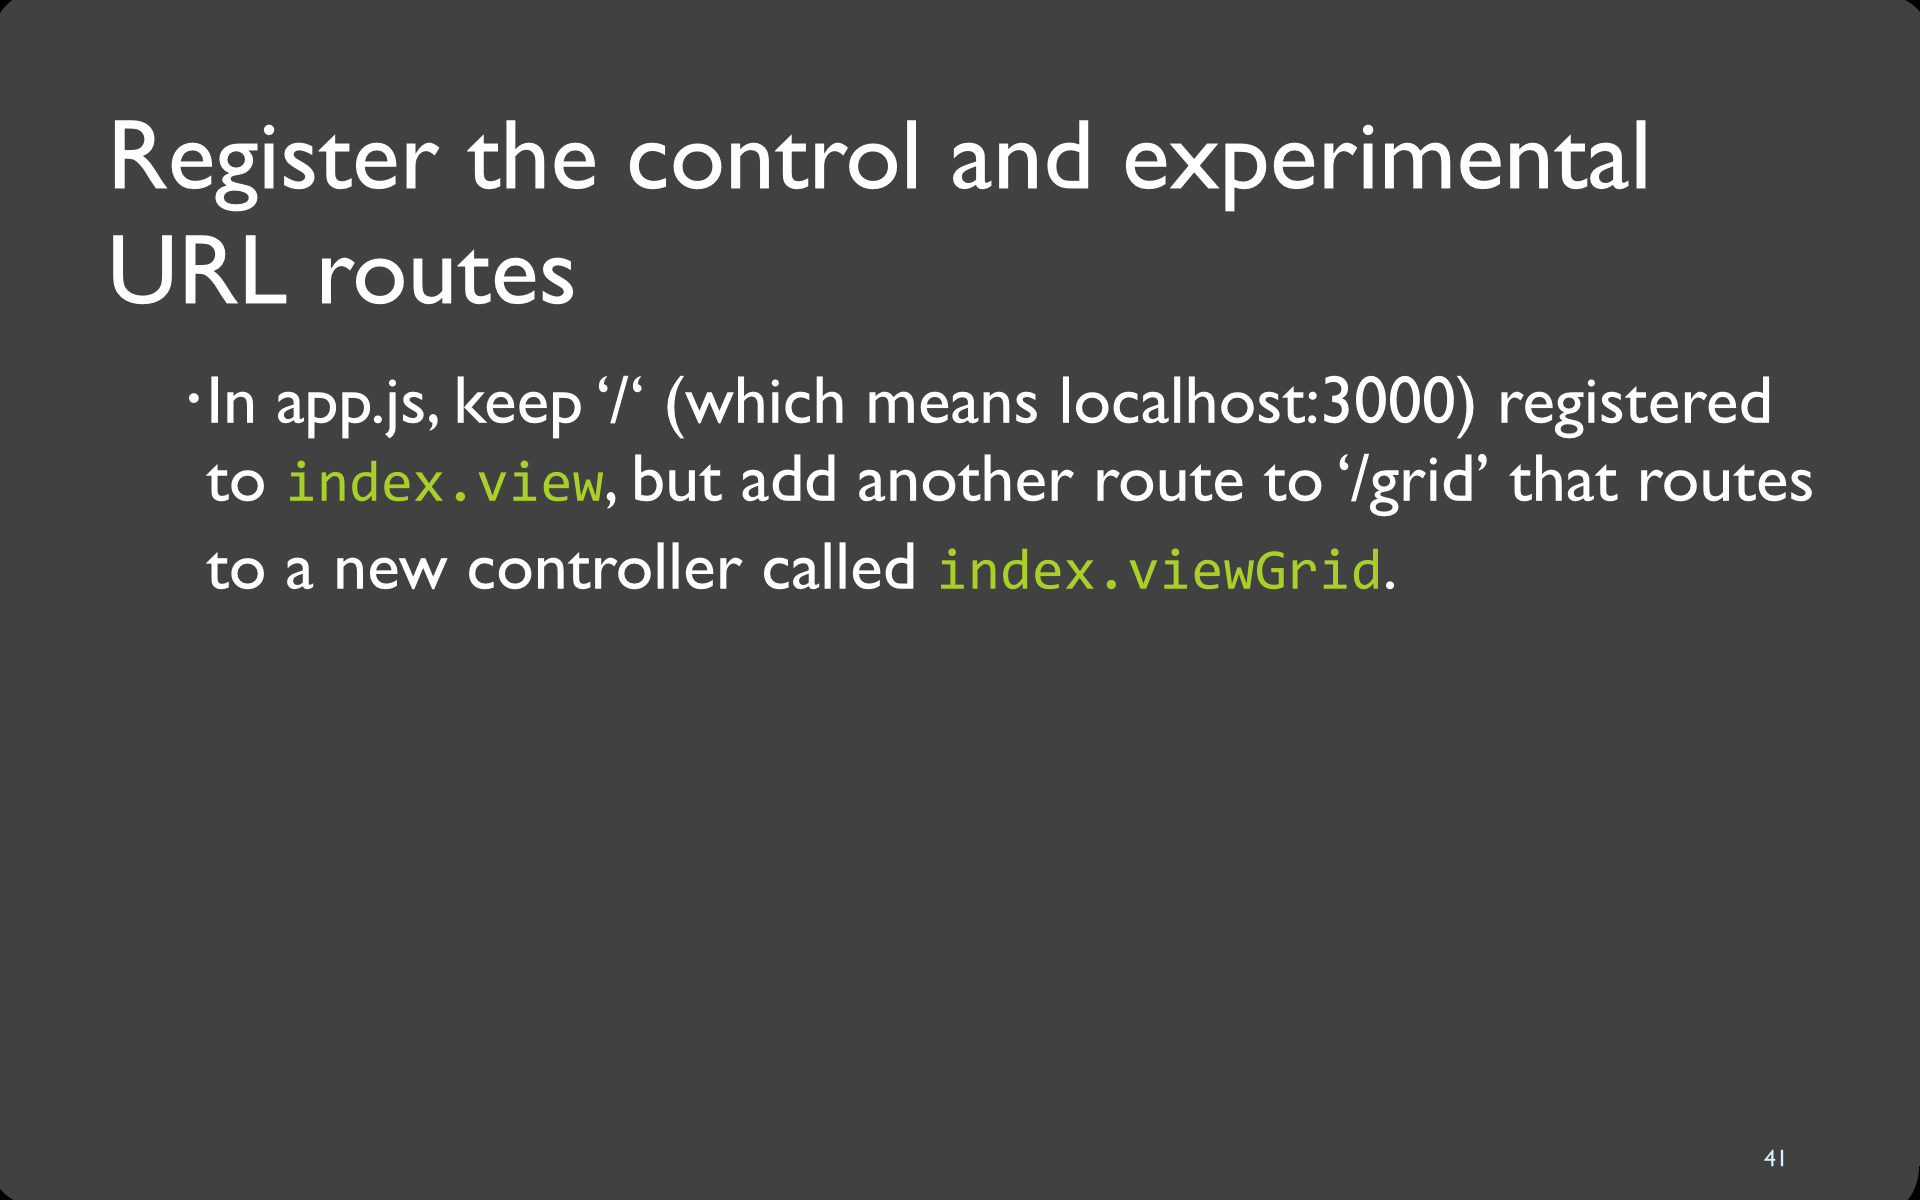 Register the control and experimental
URL routes
•In app.js, keep ‘/‘ (which means localhost:3000) registered
to index.view, but add another route to ‘/grid’ that routes
to a new controller called index.viewGrid.
41